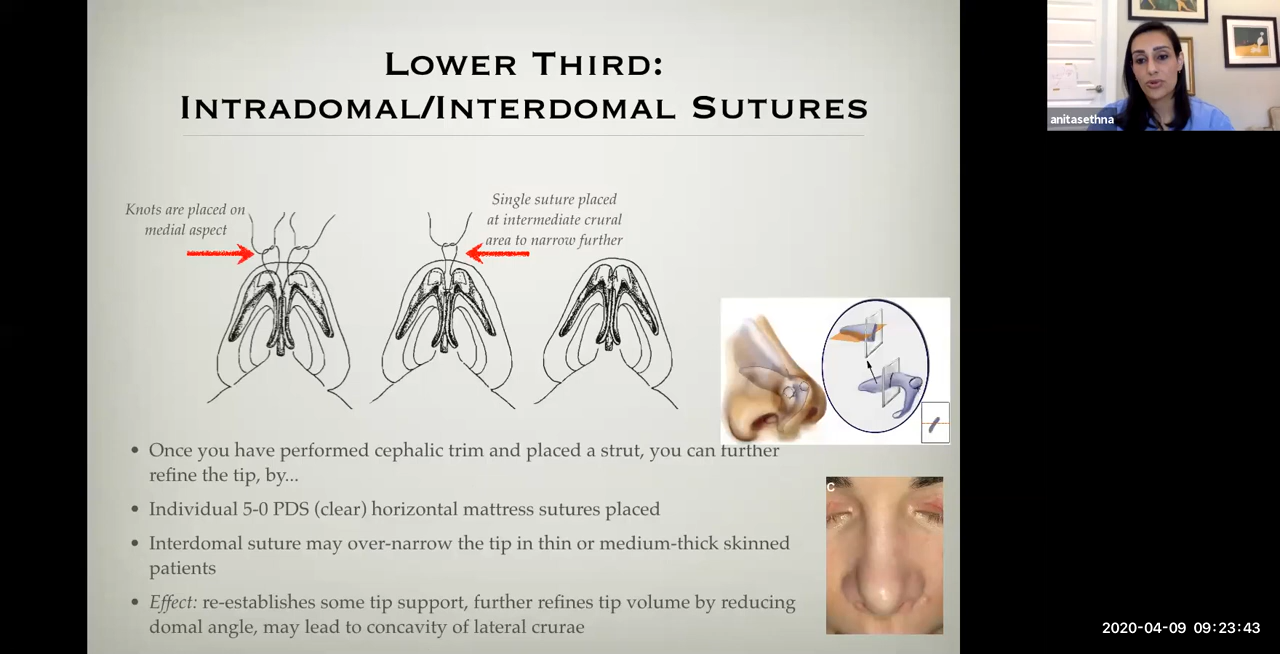 LOWER THIRD:
INTRADOMAL/INTERDOMAL SUTURES
Knots are placed on
medial aspect
Single suture placed
at intermediate crural
area to narrow further
• Once you have performed cephalic trim and placed a strut, you can further
refine the tip, by...
• Individual 5-0 PDS (clear) horizontal mattress sutures placed
• Interdomal suture may over-narrow the tip in thin or medium-thick skinned
patients
• Effect: re-establishes some tip support, further refines tip volume by reducing
domal angle, may lead to concavity of lateral crurae
C
anitasethna
2020-04-09 09:23:43